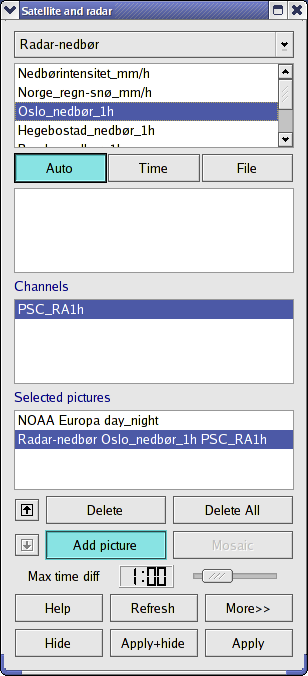 Satellite and radar
Radar-nedbør
Nedbørintensitet_mm/h
Norge_regn-snø_mm/h
Oslo_nedbør_1h
Hegebostad_nedbør_1h
Auto Time File
Channels
PSC_RA1h
Selected pictures
NOAA Europa day_night
Radar-nedbør Oslo_nedbør_1h PSC_RA1h
Delete Delete All
Add picture Mosaic
Max time diff 1:00
Help Refresh More>>
Hide Apply+hide Apply